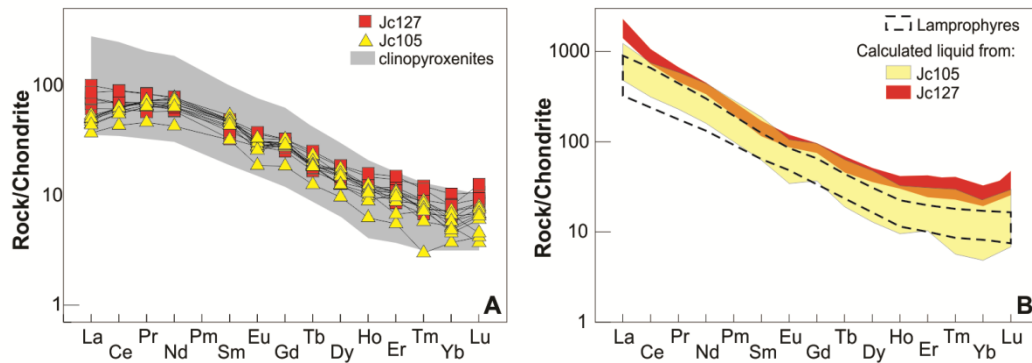 Jc127
Jc105
clinopyroxenites
Rock/Chondrite
100
10
1
La Ce Pr Nd Pm Sm Eu Gd Tb Dy Ho Er Tm Yb Lu
A
Lamprophyres
Calculated liquid from:
Jc105
Jc127
Rock/Chondrite
1000
100
10
1
La Ce Pr Nd Pm Sm Eu Gd Tb Dy Ho Er Tm Yb Lu
B